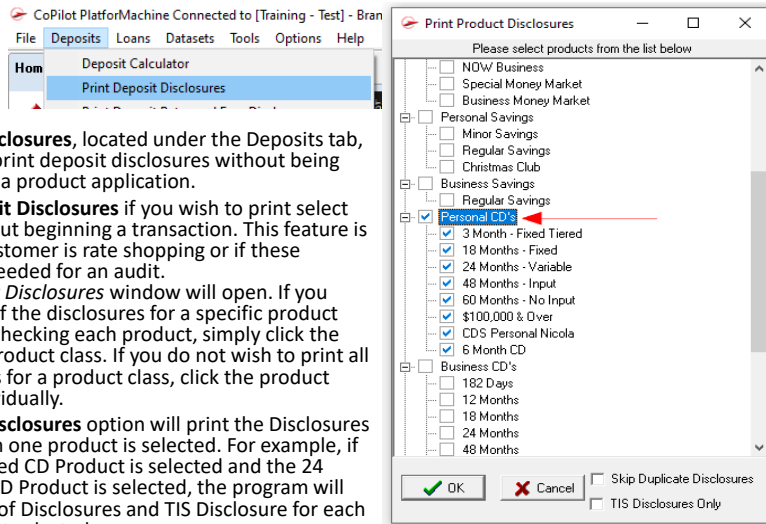 CoPilot PlatforMachine Connected to [Training - Test] - Bran
File Deposits Loans Datasets Tools Options Help
Hom
Deposit Calculator
Print Deposit Disclosures
closures, located under the Deposits tab,
print deposit disclosures without being
a product application.
it Disclosures if you wish to print select
ut beginning a transaction. This feature is
stomer is rate shopping or if these
eeded for an audit.
Disclosures window will open. If you
f the disclosures for a specific product
hecking each product, simply click the
roduct class. If you do not wish to print all
s for a product class, click the product
vidually.
isclosures option will print the Disclosures
n one product is selected. For example, if
ed CD Product is selected and the 24
D Product is selected, the program will
of Disclosures and TIS Disclosure for each
Print Product Disclosures
Please select products from the list below
NOW Business
Special Money Market
Business Money Market
Personal Savings
Minor Savings
Regular Savings
Christmas Club
Business Savings
Regular Savings
Personal CD's
3 Month - Fixed Tiered
18 Months - Fixed
24 Months - Variable
48 Months - Input
60 Months - No Input
$100,000 & Over
CDS Personal Nicola
6 Month CD
Business CD's
182 Days
12 Months
18 Months
24 Months
48 Months
OK
Cancel
Skip Duplicate Disclosures
TIS Disclosures Only